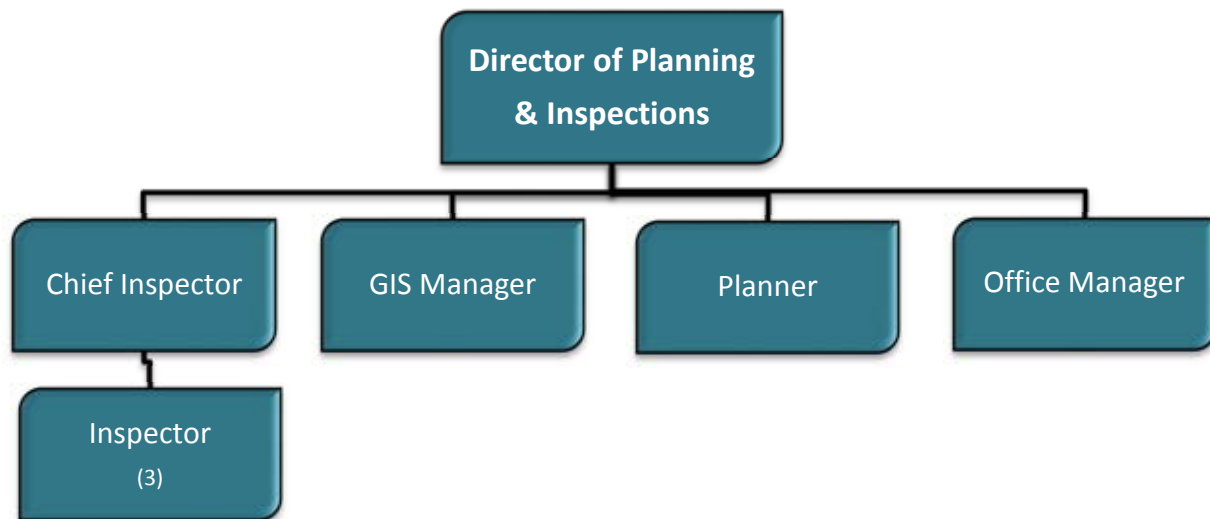 Director of Planning
& Inspections
Chief Inspector
GIS Manager
Planner
Office Manager
Inspector
(3)